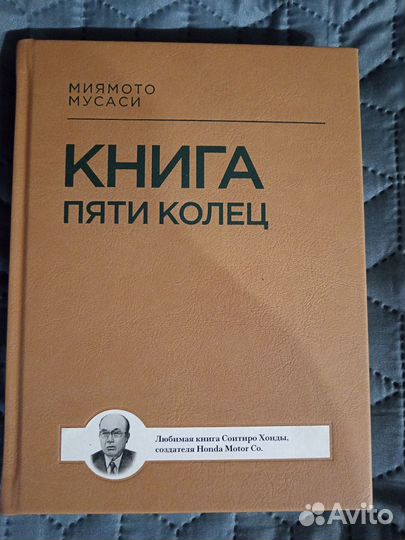 МИЯМОТО
МУСАСИ
КНИГА
ПЯТИ КОЛЕЦ
Любимая книга Соитиро Хонды,
создателя Honda Motor Co.
Avito